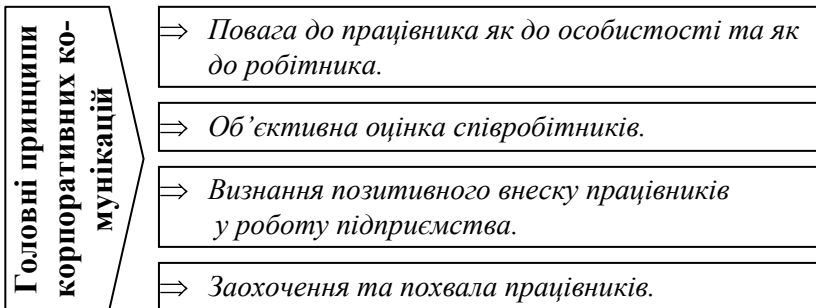 Головні принципи
корпоративних ко-
мунікацій
⇒ Повага до працівника як до особистості та як
до робітника.
⇒ Об’єктивна оцінка співробітників.
⇒ Визнання позитивного внеску працівників
у роботу підприємства.
⇒ Заохочення та похвала працівників.